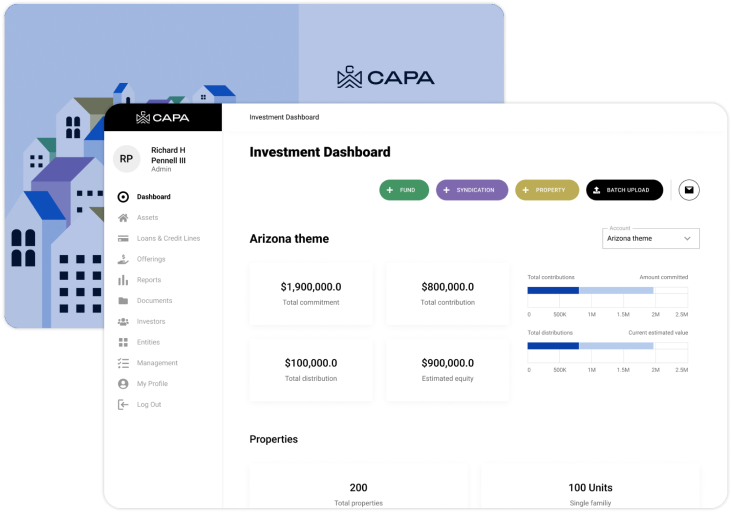 CAPA
CAPA
Investment Dashboard
RP
Richard H
Pennell III
Admin
Dashboard
Assets
Loans & Credit Lines
Offerings
Reports
Documents
Investors
Entities
Management
My Profile
Log Out
Investment Dashboard
+ FUND
+ SYNDICATION
+ PROPERTY
BATCH UPLOAD
Arizona theme
Account
Arizona theme
$1,900,000.0
Total commitment
$800,000.0
Total contribution
$100,000.0
Total distribution
$900,000.0
Estimated equity
Total contributions Amount committed
0 500K 1M 1.5M 2M 2.5M
Total distributions Current estimated value
0 500K 1M 1.5M 2M 2.5M
Properties
200
Total properties
100 Units
Single familiy